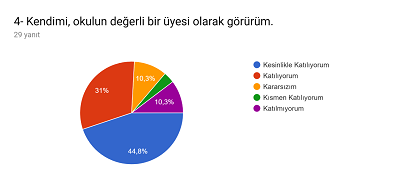 4- Kendimi, okulun değerli bir üyesi olarak görürüm.
29 yanıt
Kesinlikle Katılıyorum
Katılıyorum
Kararsızım
Kısmen Katılıyorum
Katılmıyorum
10,3%
31%
10,3%
44,8%